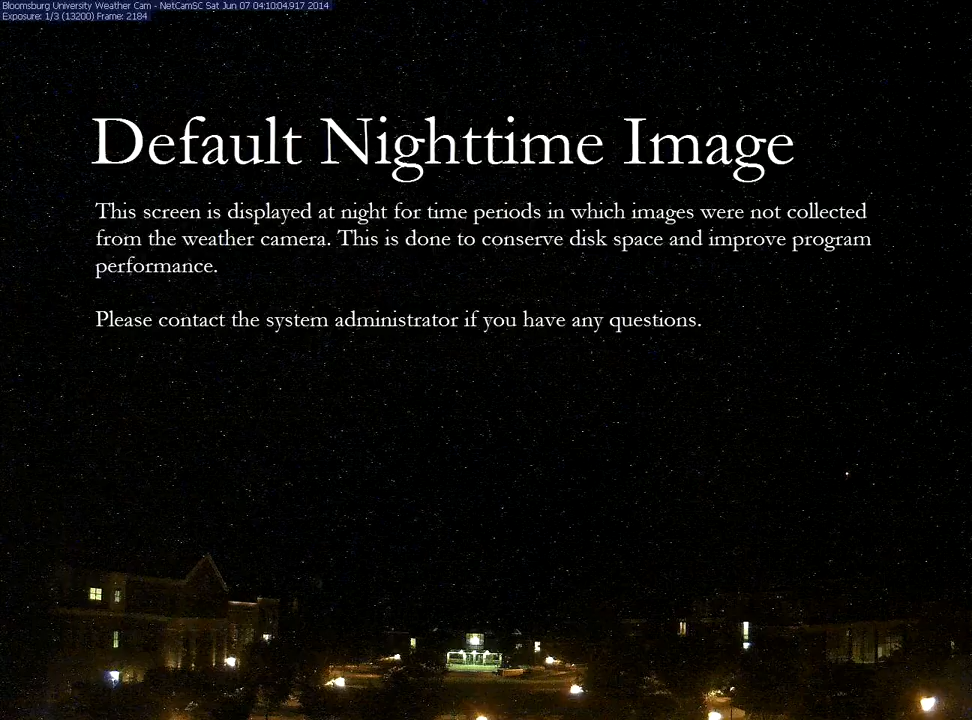 Bloomsburg University Weather Cam - NetCamSC Sat Jun 07 04:10:04.917 2014
Exposure: 1/3 (13200) Frame: 2184
Default Nighttime Image
This screen is displayed at night for time periods in which images were not collected
from the weather camera. This is done to conserve disk space and improve program
performance.
Please contact the system administrator if you have any questions.